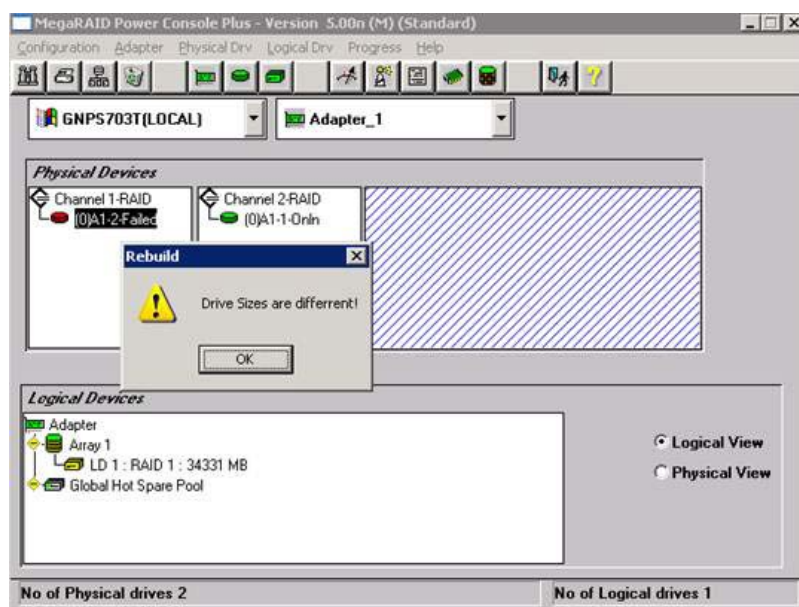 MegaRAID Power Console Plus - Version 5.00n (M) (Standard)
Configuration Adapter Physical Drv Logical Drv Progress Help
GNPS703T(LOCAL) Adapter_1
Physical Devices
Channel 1-RAID
(0)A1-2-Failed
Channel 2-RAID
(0)A1-1-Onln
Rebuild
Drive Sizes are differrent!
OK
Logical Devices
Adapter
Array 1
LD 1 : RAID 1 : 34331 MB
Global Hot Spare Pool
Logical View
Physical View
No of Physical drives 2
No of Logical drives 1